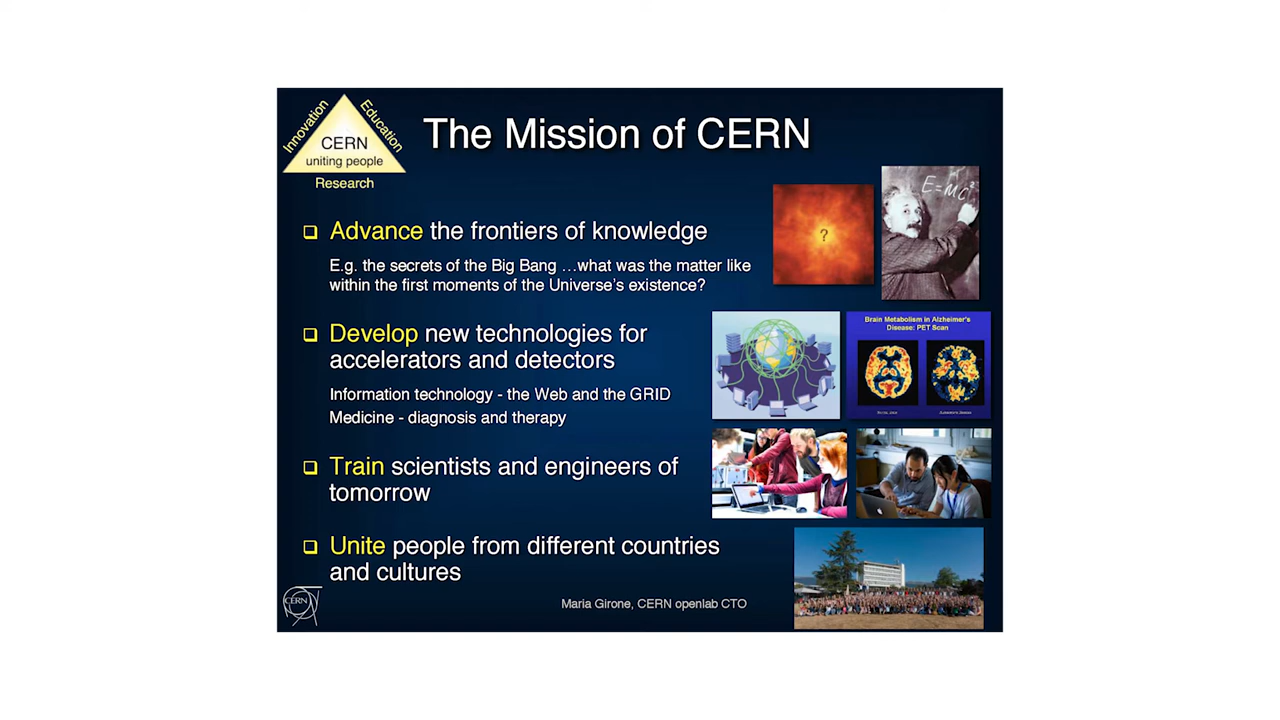 Innovation
Education
CERN
uniting people
Research
The Mission of CERN
E=MC²
?
Advance the frontiers of knowledge
E.g. the secrets of the Big Bang …what was the matter like
within the first moments of the Universe's existence?
Develop new technologies for
accelerators and detectors
Information technology - the Web and the GRID
Medicine - diagnosis and therapy
Brain Metabolism in Alzheimer's
Disease: PET Scan
Train scientists and engineers of
tomorrow
Unite people from different countries
and cultures
CERN
Maria Girone, CERN openlab CTO